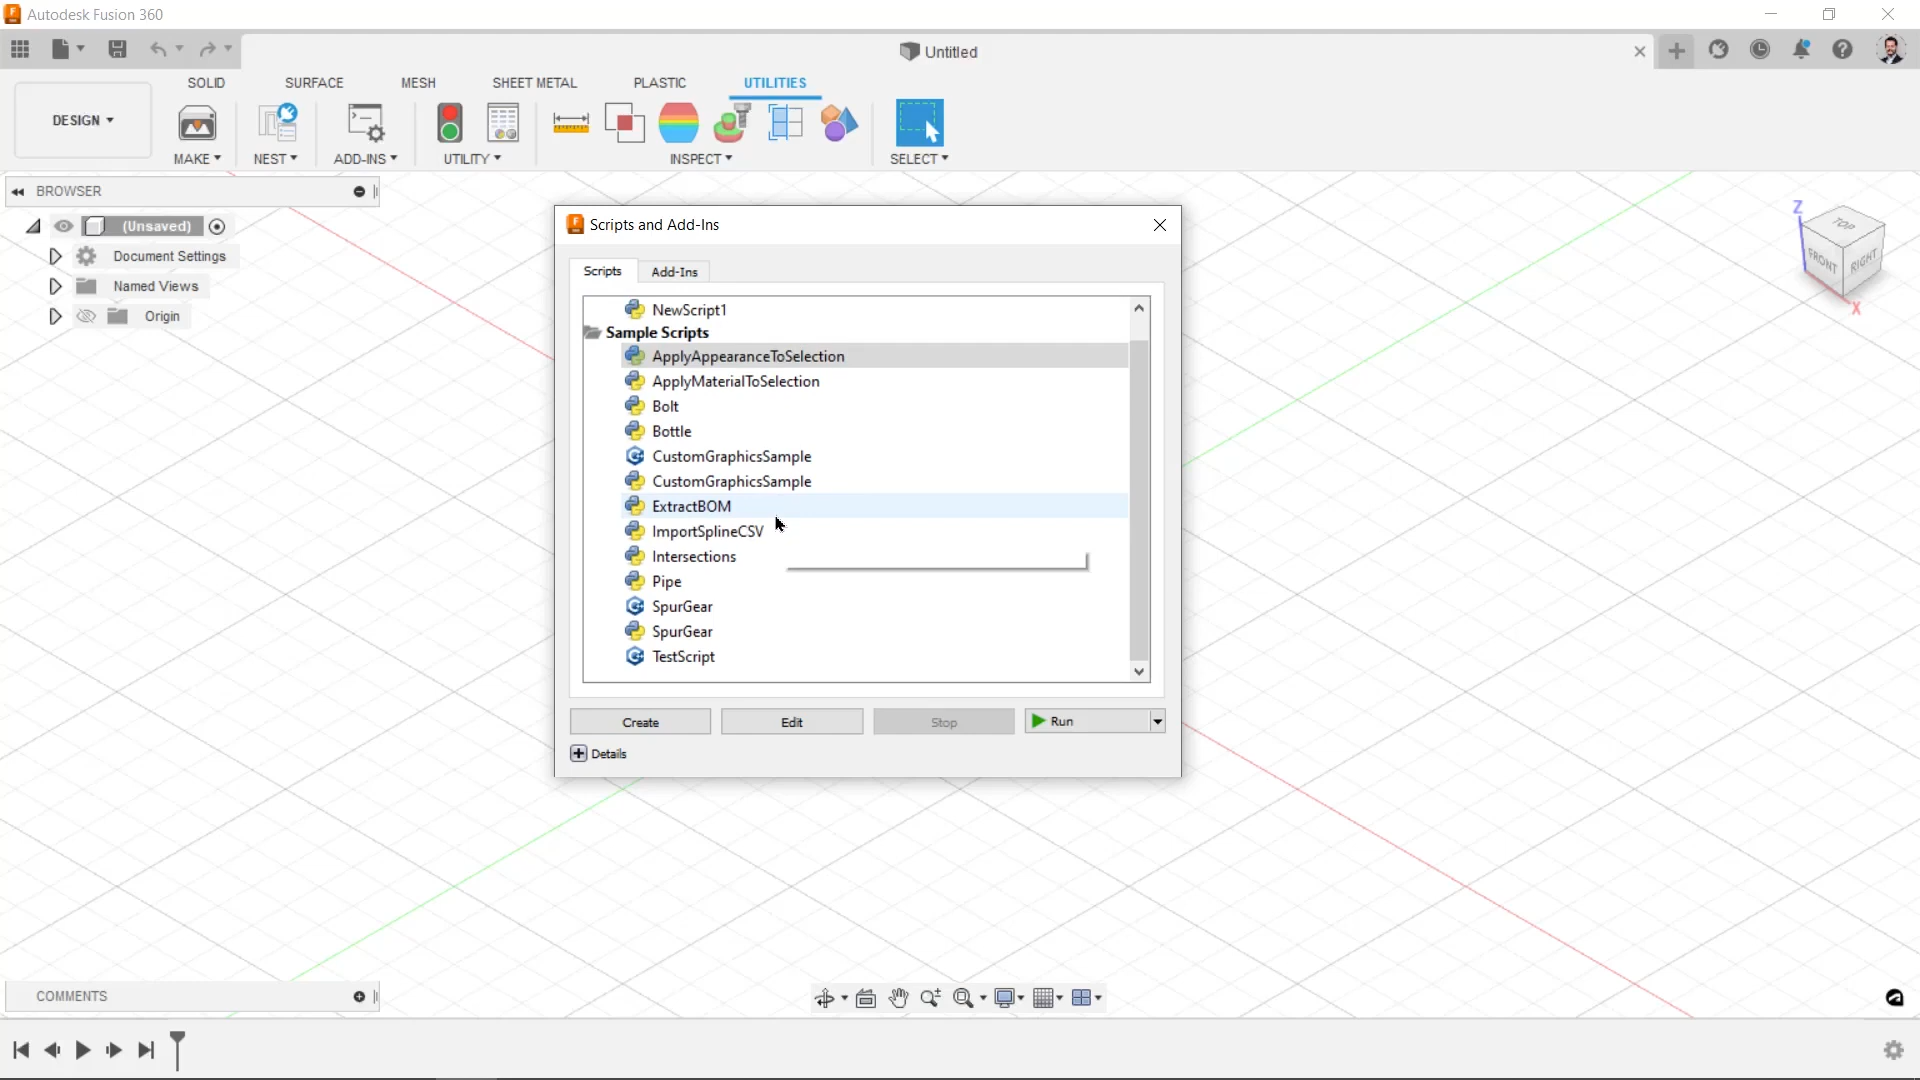 Autodesk Fusion 360
Untitled
SOLID
SURFACE
MESH
SHEET METAL
PLASTIC
UTILITIES
DESIGN
MAKE
NEST
ADD-INS
UTILITY
INSPECT
SELECT
BROWSER
(Unsaved)
Document Settings
Named Views
Origin
Scripts and Add-Ins
Scripts
Add-Ins
NewScript1
Sample Scripts
ApplyAppearanceToSelection
ApplyMaterialToSelection
Bolt
Bottle
CustomGraphicsSample
CustomGraphicsSample
ExtractBOM
ImportSplineCSV
Intersections
Pipe
SpurGear
SpurGear
TestScript
Create
Edit
Stop
Run
Details
Z
TOP
FRONT
RIGHT
X
COMMENTS